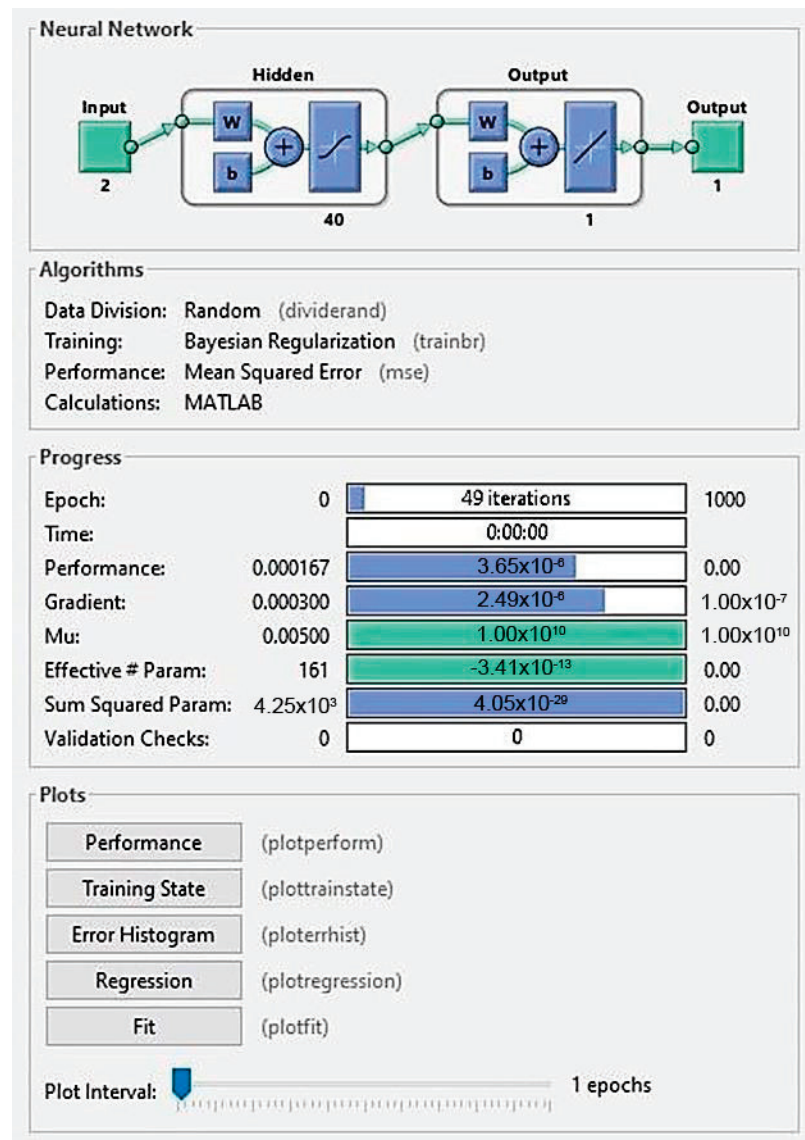 Neural Network
Hidden Output
Input W b + W b + Output
2 40 1 1
Algorithms
Data Division: Random (dividerand)
Training: Bayesian Regularization (trainbr)
Performance: Mean Squared Error (mse)
Calculations: MATLAB
Progress
Epoch: 0 49 iterations 1000
Time: 0:00:00
Performance: 0.000167 3.65x10⁻⁶ 0.00
Gradient: 0.000300 2.49x10⁻⁶ 1.00x10⁻⁷
Mu: 0.00500 1.00x10¹⁰ 1.00x10¹⁰
Effective # Param: 161 -3.41x10⁻¹³ 0.00
Sum Squared Param: 4.25x10³ 4.05x10⁻²⁹ 0.00
Validation Checks: 0 0 0
Plots
Performance (plotperform)
Training State (plottrainstate)
Error Histogram (ploterrhist)
Regression (plotregression)
Fit (plotfit)
Plot Interval: 1 epochs